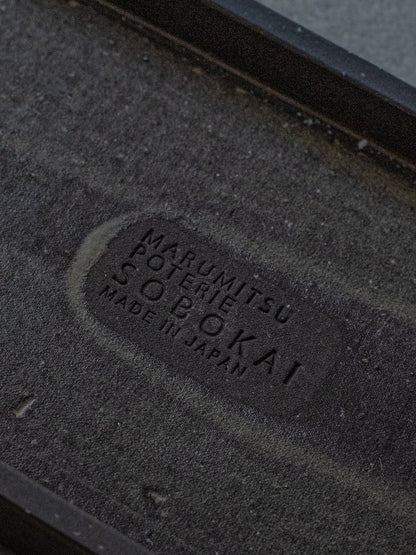 MARUMITSU
POTERIE
SOBOKAI
MADE IN JAPAN